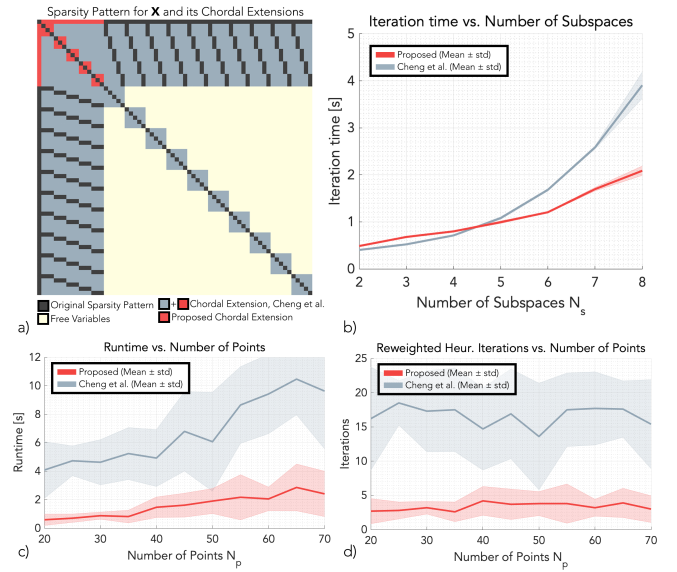 Sparsity Pattern for X and its Chordal Extensions
Original Sparsity Pattern
+ Chordal Extension, Cheng et al.
Free Variables
Proposed Chordal Extension
a)
Iteration time vs. Number of Subspaces
Proposed (Mean ± std)
Cheng et al. (Mean ± std)
Iteration time [s]
5
4
3
2
1
0
2 3 4 5 6 7 8
Number of Subspaces Ns
b)
Runtime vs. Number of Points
Proposed (Mean ± std)
Cheng et al. (Mean ± std)
Runtime [s]
12
10
8
6
4
2
0
20 30 40 50 60 70
Number of Points Np
c)
Reweighted Heur. Iterations vs. Number of Points
Proposed (Mean ± std)
Cheng et al. (Mean ± std)
Iterations
25
20
15
10
5
0
20 30 40 50 60 70
Number of Points Np
d)